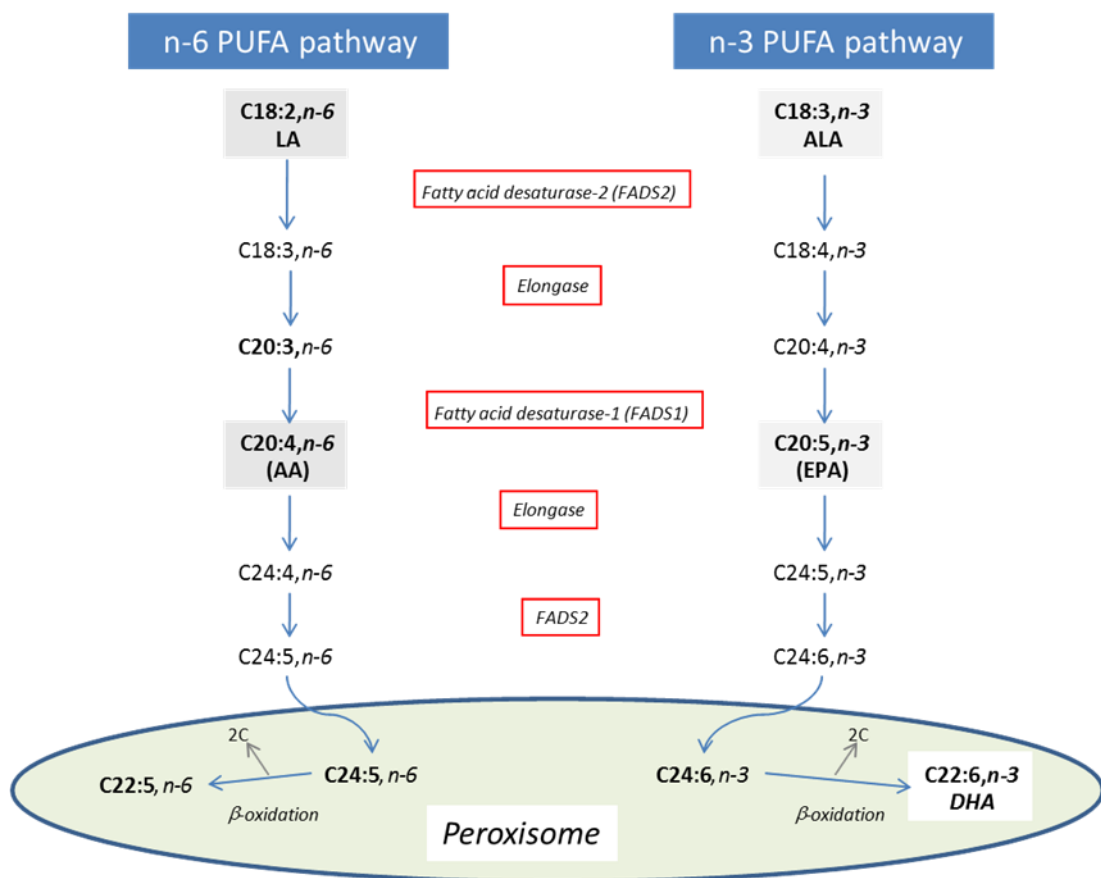 n-6 PUFA pathway
n-3 PUFA pathway
C18:2,n-6
LA
C18:3,n-3
ALA
Fatty acid desaturase-2 (FADS2)
C18:3,n-6
C18:4,n-3
Elongase
C20:3,n-6
C20:4,n-3
Fatty acid desaturase-1 (FADS1)
C20:4,n-6
(AA)
C20:5,n-3
(EPA)
Elongase
C24:4,n-6
C24:5,n-3
FADS2
C24:5,n-6
C24:6,n-3
2C
2C
C22:5, n-6
C24:5, n-6
C24:6, n-3
C22:6,n-3
DHA
β-oxidation
β-oxidation
Peroxisome